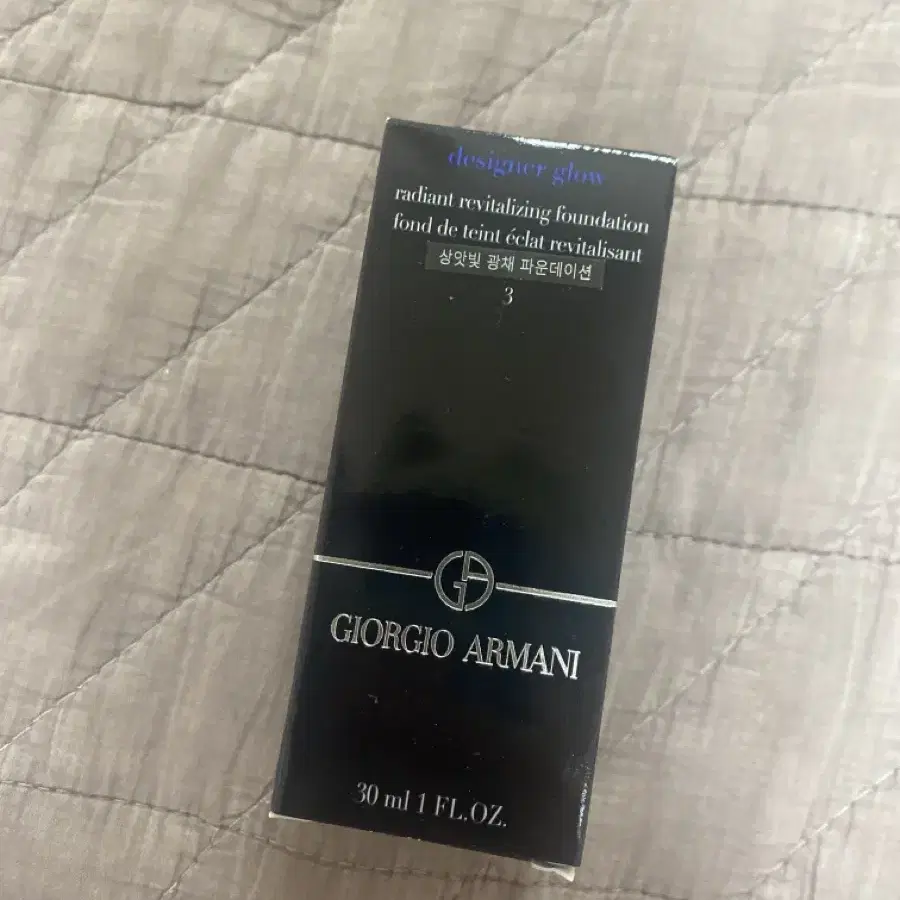 designer glow
radiant revitalizing foundation
fond de teint éclat revitalisant
상앗빛 광채 파운데이션
3
GIORGIO ARMANI
30 ml 1 FL.OZ.